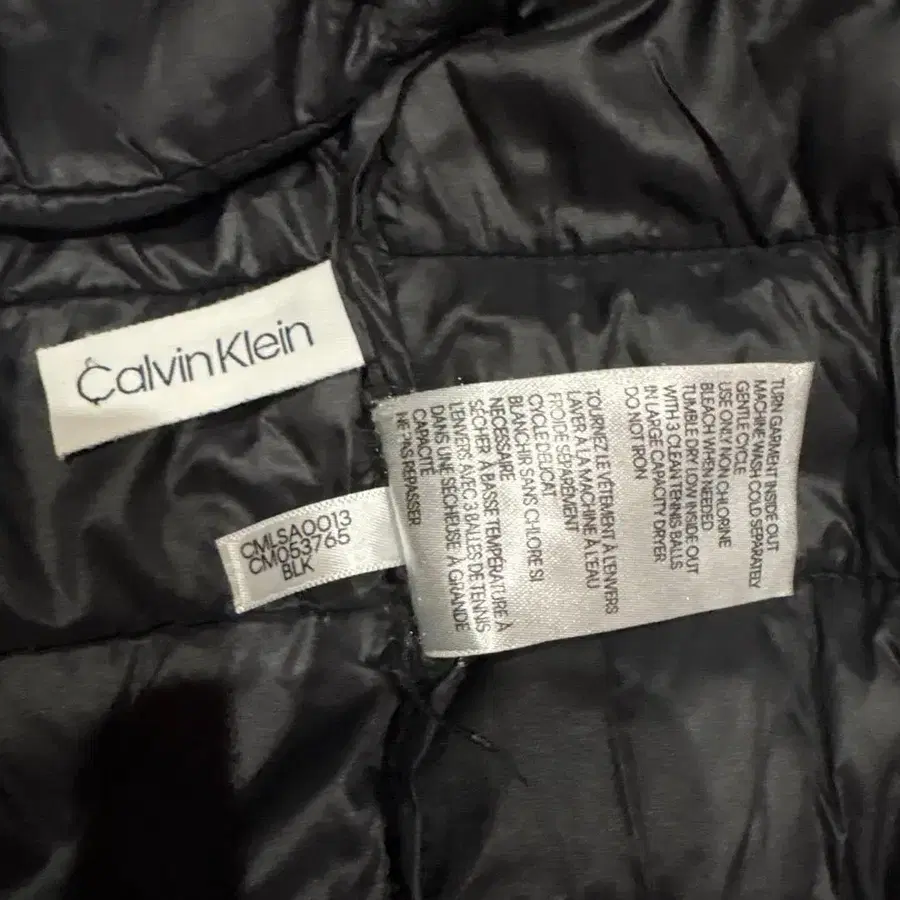 Calvin Klein
CMLSA0013
CM053765
BLK
TURN GARMENT INSIDE OUT
MACHINE WASH COLD SEPARATELY
GENTLE CYCLE
USE ONLY NON CHLORINE
BLEACH WHEN NEEDED
TUMBLE DRY LOW INSIDE OUT
WITH 3 CLEAN TENNIS BALLS
IN LARGE CAPACITY DRYER
DO NOT IRON
TOURNEZ LE VÊTEMENT À L'ENVERS
LAVER À LA MACHINE À L'EAU
FROIDE SÉPARÉMENT
CYCLE DÉLICAT
BLANCHIR SANS CHLORE SI
NECESSAIRE
SECHER À BASSE TEMPÉRATURE À
L'ENVERS AVEC 3 BALLES DE TENNIS
DANS UNE SÉCHEUSE À GRANDE
CAPACITÉ
NE PAS REPASSER